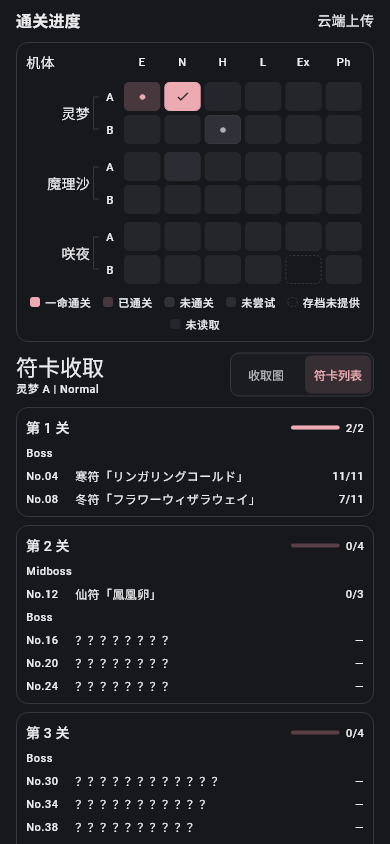 通关进度 云端上传
机体 E N H L Ex Ph
灵梦 A
B
魔理沙 A
B
咲夜 A
B
一命通关 已通关 未通关 未尝试 存档未提供
未读取
符卡收取
灵梦 A | Normal
收取图 符卡列表
第 1 关 2/2
Boss
No.04 寒符「リンガリングコールド」 11/11
No.08 冬符「フラワーウィザラウェイ」 7/11
第 2 关 0/4
Midboss
No.12 仙符「鳳凰卵」 0/3
Boss
No.16 ？？？？？？？？ —
No.20 ？？？？？？？？ —
No.24 ？？？？？？？？ —
第 3 关 0/4
Boss
No.30 ？？？？？？？？？？？？ —
No.34 ？？？？？？？？？？？ —
No.38 ？？？？？？？？？？ —